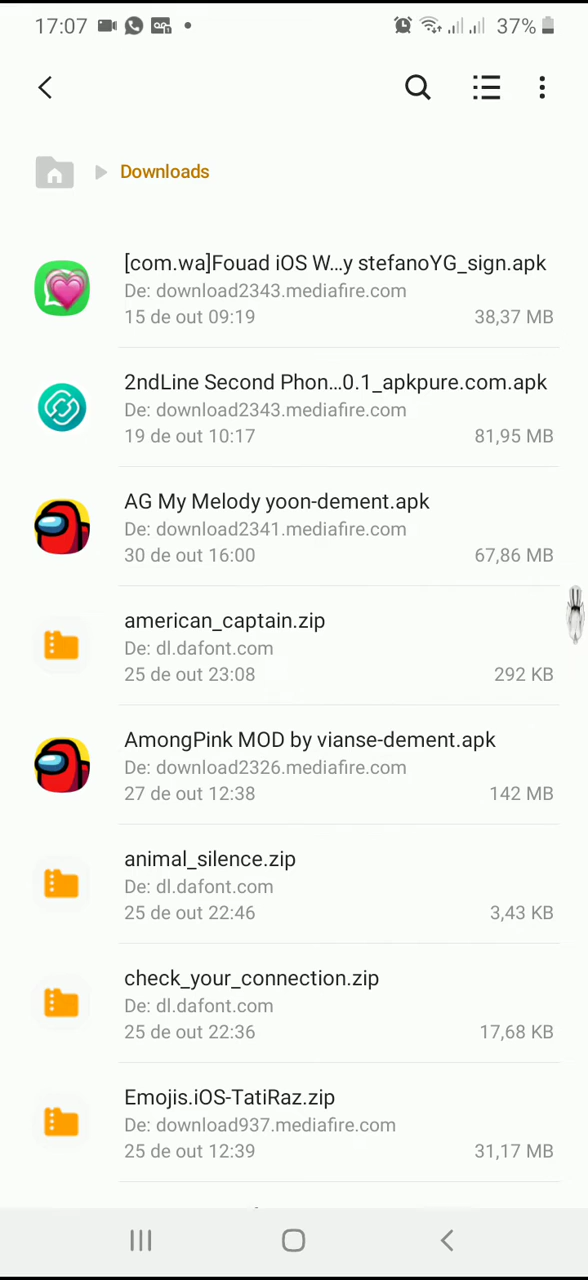 17:07 37%
Downloads
[com.wa]Fouad iOS W...y stefanoYG_sign.apk
De: download2343.mediafire.com
15 de out 09:19 38,37 MB
2ndLine Second Phon...0.1_apkpure.com.apk
De: download2343.mediafire.com
19 de out 10:17 81,95 MB
AG My Melody yoon-dement.apk
De: download2341.mediafire.com
30 de out 16:00 67,86 MB
american_captain.zip
De: dl.dafont.com
25 de out 23:08 292 KB
AmongPink MOD by vianse-dement.apk
De: download2326.mediafire.com
27 de out 12:38 142 MB
animal_silence.zip
De: dl.dafont.com
25 de out 22:46 3,43 KB
check_your_connection.zip
De: dl.dafont.com
25 de out 22:36 17,68 KB
Emojis.iOS-TatiRaz.zip
De: download937.mediafire.com
25 de out 12:39 31,17 MB